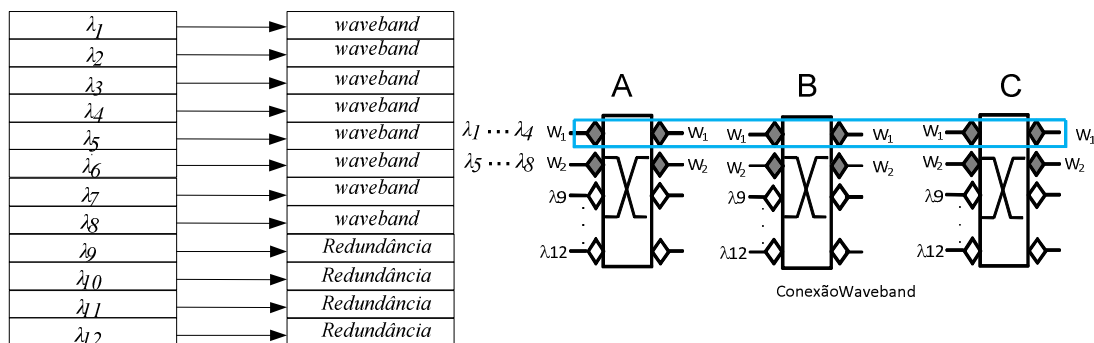 λ1 waveband
λ2 waveband
λ3 waveband
λ4 waveband
λ5 waveband
λ6 waveband
λ7 waveband
λ8 waveband
λ9 Redundância
λ10 Redundância
λ11 Redundância
λ12 Redundância
A B C
λ1 ··· λ4 W1 W1 W1 W1 W1 W1
λ5 ··· λ8 W2 W2 W2 W2 W2 W2
λ9 λ9 λ9
λ12 λ12 λ12
ConexãoWaveband